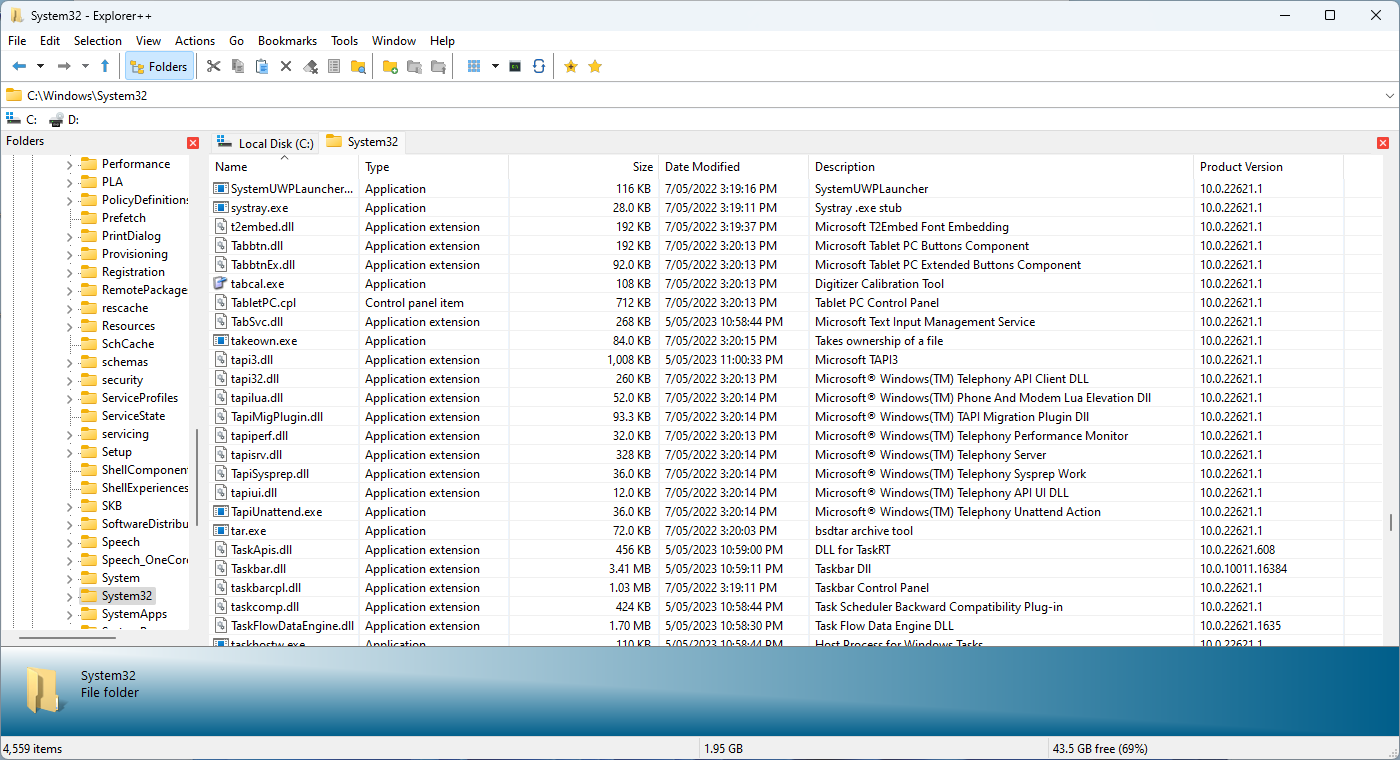 System32 - Explorer++
File Edit Selection View Actions Go Bookmarks Tools Window Help
Folders
C:\Windows\System32
C: D:
Folders
Performance
PLA
PolicyDefinitions
Prefetch
PrintDialog
Provisioning
Registration
RemotePackage
rescache
Resources
SchCache
schemas
security
ServiceProfiles
ServiceState
servicing
Setup
ShellComponent
ShellExperiences
SKB
SoftwareDistribu
Speech
Speech_OneCore
System
System32
SystemApps
Local Disk (C:) System32
Name Type Size Date Modified Description Product Version
SystemUWPLauncher... Application 116 KB 7/05/2022 3:19:16 PM SystemUWPLauncher 10.0.22621.1
systray.exe Application 28.0 KB 7/05/2022 3:19:11 PM Systray .exe stub 10.0.22621.1
t2embed.dll Application extension 192 KB 7/05/2022 3:19:37 PM Microsoft T2Embed Font Embedding 10.0.22621.1
Tabbtn.dll Application extension 192 KB 7/05/2022 3:20:13 PM Microsoft Tablet PC Buttons Component 10.0.22621.1
TabbtnEx.dll Application extension 92.0 KB 7/05/2022 3:20:13 PM Microsoft Tablet PC Extended Buttons Component 10.0.22621.1
tabcal.exe Application 108 KB 7/05/2022 3:20:13 PM Digitizer Calibration Tool 10.0.22621.1
TabletPC.cpl Control panel item 712 KB 7/05/2022 3:20:13 PM Tablet PC Control Panel 10.0.22621.1
TabSvc.dll Application extension 268 KB 5/05/2023 10:58:44 PM Microsoft Text Input Management Service 10.0.22621.1
takeown.exe Application 84.0 KB 7/05/2022 3:20:15 PM Takes ownership of a file 10.0.22621.1
tapi3.dll Application extension 1,008 KB 5/05/2023 11:00:33 PM Microsoft TAPI3 10.0.22621.1
tapi32.dll Application extension 260 KB 7/05/2022 3:20:13 PM Microsoft® Windows(TM) Telephony API Client DLL 10.0.22621.1
tapilua.dll Application extension 52.0 KB 7/05/2022 3:20:14 PM Microsoft® Windows(TM) Phone And Modem Lua Elevation Dll 10.0.22621.1
TapiMigPlugin.dll Application extension 93.3 KB 7/05/2022 3:20:14 PM Microsoft® Windows(TM) TAPI Migration Plugin Dll 10.0.22621.1
tapiperf.dll Application extension 32.0 KB 7/05/2022 3:20:13 PM Microsoft® Windows(TM) Telephony Performance Monitor 10.0.22621.1
tapisrv.dll Application extension 328 KB 7/05/2022 3:20:14 PM Microsoft® Windows(TM) Telephony Server 10.0.22621.1
TapiSysprep.dll Application extension 36.0 KB 7/05/2022 3:20:14 PM Microsoft® Windows(TM) Telephony Sysprep Work 10.0.22621.1
tapiui.dll Application extension 12.0 KB 7/05/2022 3:20:14 PM Microsoft® Windows(TM) Telephony API UI DLL 10.0.22621.1
TapiUnattend.exe Application 36.0 KB 7/05/2022 3:20:14 PM Microsoft® Windows(TM) Telephony Unattend Action 10.0.22621.1
tar.exe Application 72.0 KB 7/05/2022 3:20:03 PM bsdtar archive tool 10.0.22621.1
TaskApis.dll Application extension 456 KB 5/05/2023 10:59:00 PM DLL for TaskRT 10.0.22621.608
Taskbar.dll Application extension 3.41 MB 5/05/2023 10:59:11 PM Taskbar Dll 10.0.10011.16384
taskbarcpl.dll Application extension 1.03 MB 7/05/2022 3:19:11 PM Taskbar Control Panel 10.0.22621.1
taskcomp.dll Application extension 424 KB 5/05/2023 10:58:44 PM Task Scheduler Backward Compatibility Plug-in 10.0.22621.1
TaskFlowDataEngine.dll Application extension 1.70 MB 5/05/2023 10:58:30 PM Task Flow Data Engine DLL 10.0.22621.1635
taskhostw.exe Application 110 KB 5/05/2023 10:58:44 PM Host Process for Windows Tasks 10.0.22621.1
System32
File folder
4,559 items 1.95 GB 43.5 GB free (69%)